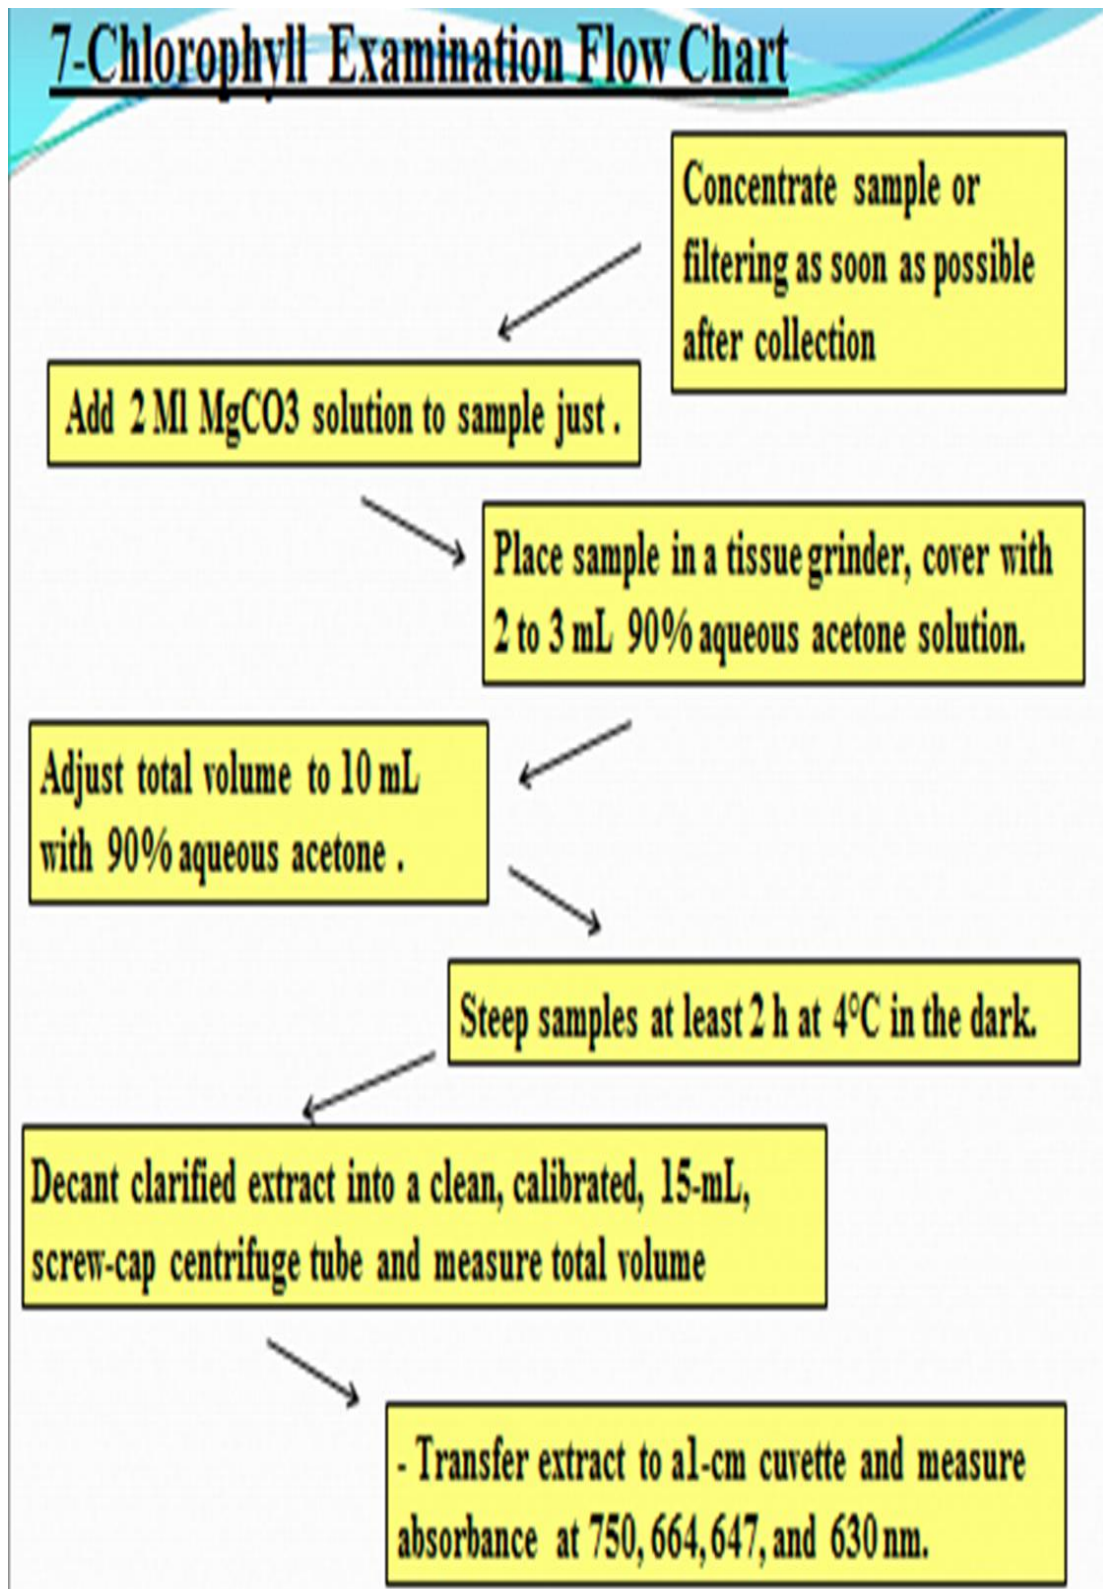 7-Chlorophyll Examination Flow Chart
Concentrate sample or
filtering as soon as possible
after collection
Add 2 Ml MgCO3 solution to sample just .
Place sample in a tissue grinder, cover with
2 to 3 mL 90% aqueous acetone solution.
Adjust total volume to 10 mL
with 90% aqueous acetone .
Steep samples at least 2 h at 4°C in the dark.
Decant clarified extract into a clean, calibrated, 15-mL,
screw-cap centrifuge tube and measure total volume
- Transfer extract to a1-cm cuvette and measure
absorbance at 750, 664, 647, and 630 nm.